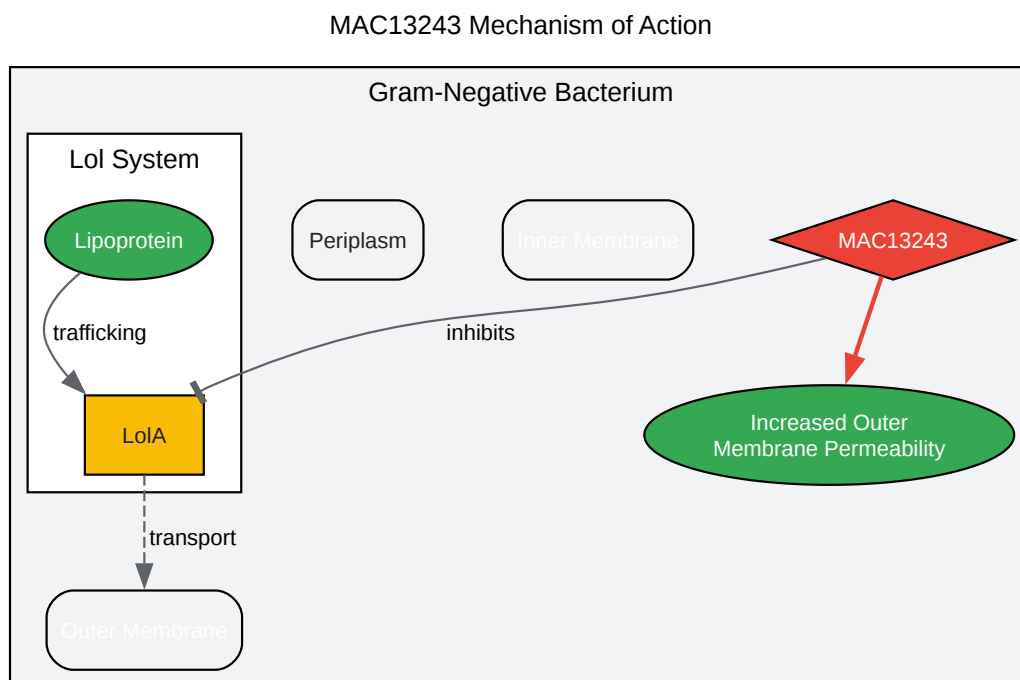 MAC13243 Mechanism of Action
Gram-Negative Bacterium
Lol System
Lipoprotein
Periplasm
Inner Membrane
MAC13243
trafficking
inhibits
LolA
Increased Outer
Membrane Permeability
transport
Outer Membrane